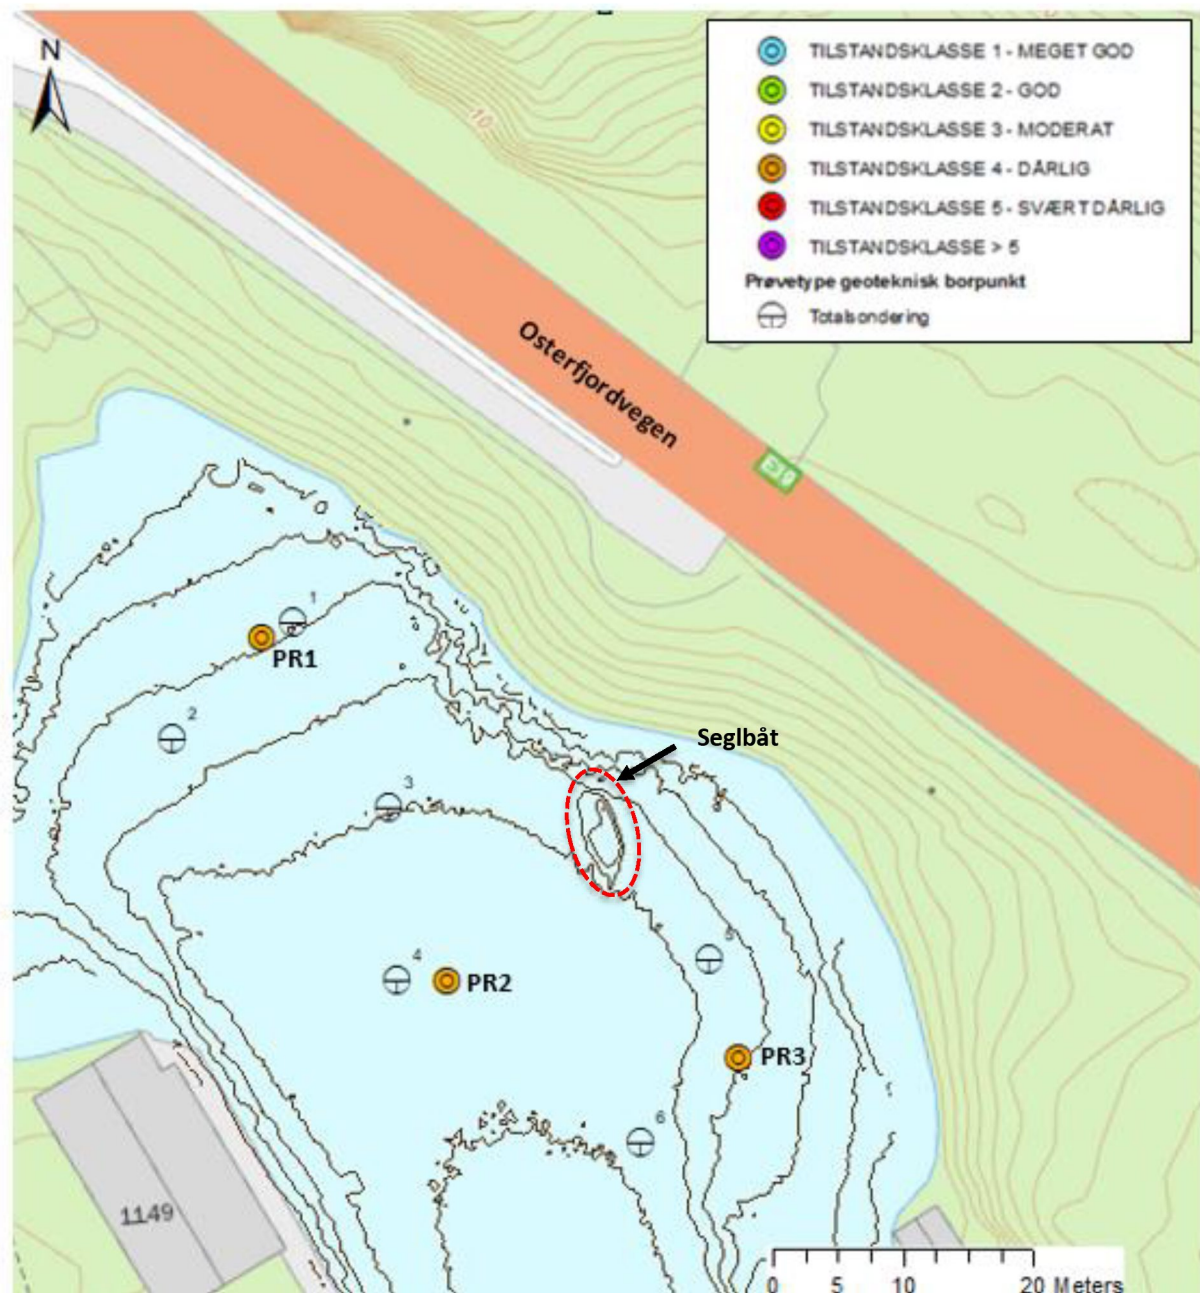 N
TILSTANDSKLASSE 1 - MEGET GOD
TILSTANDSKLASSE 2 - GOD
TILSTANDSKLASSE 3 - MODERAT
TILSTANDSKLASSE 4 - DÅRLIG
TILSTANDSKLASSE 5 - SVÆRT DÅRLIG
TILSTANDSKLASSE > 5
Prøvetype geoteknisk borpunkt
Totalsondering
10
Osterfjordvegen
1
PR1
2
Seglbåt
3
4
PR2
5
PR3
6
1149
0 5 10 20 Meters